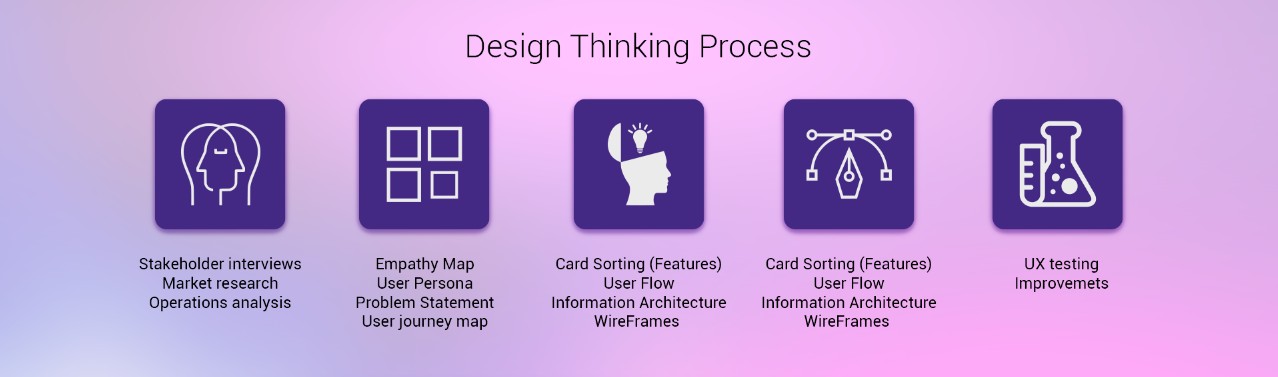 Design Thinking Process
Stakeholder interviews
Market research
Operations analysis
Empathy Map
User Persona
Problem Statement
User journey map
Card Sorting (Features)
User Flow
Information Architecture
WireFrames
Card Sorting (Features)
User Flow
Information Architecture
WireFrames
UX testing
Improvemets